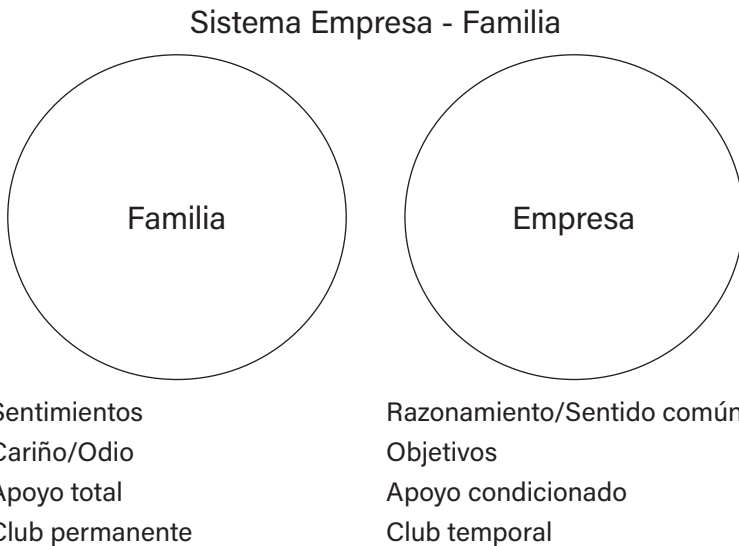 Sistema Empresa - Familia
Familia
Empresa
Sentimientos
Cariño/Odio
Apoyo total
Club permanente
Razonamiento/Sentido común
Objetivos
Apoyo condicionado
Club temporal